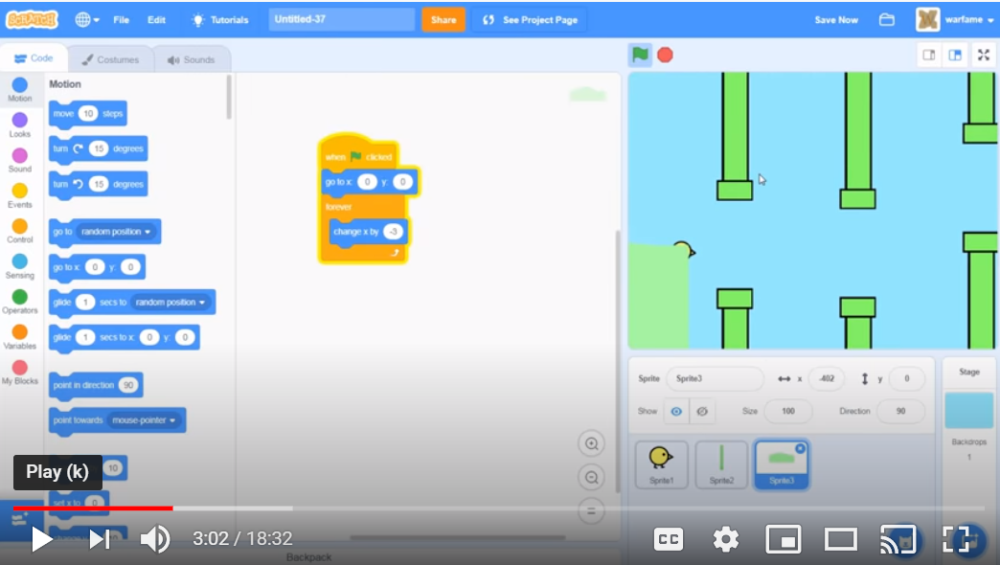 SCRATCH File Edit Tutorials Untitled-37 Share See Project Page Save Now warfame
Code Costumes Sounds
Motion
Looks
Sound
Events
Control
Sensing
Operators
Variables
My Blocks
Motion
move 10 steps
turn 15 degrees
turn 15 degrees
go to random position
go to x: 0 y: 0
glide 1 secs to random position
glide 1 secs to x: 0 y: 0
point in direction 90
point towards mouse-pointer
10
set x to 0
when clicked
go to x: 0 y: 0
forever
change x by -3
Sprite Sprite3 x -402 y 0
Show Size 100 Direction 90
Sprite1 Sprite2 Sprite3
Stage
Backdrops
1
Play (k)
3:02 / 18:32
CC
Backpack